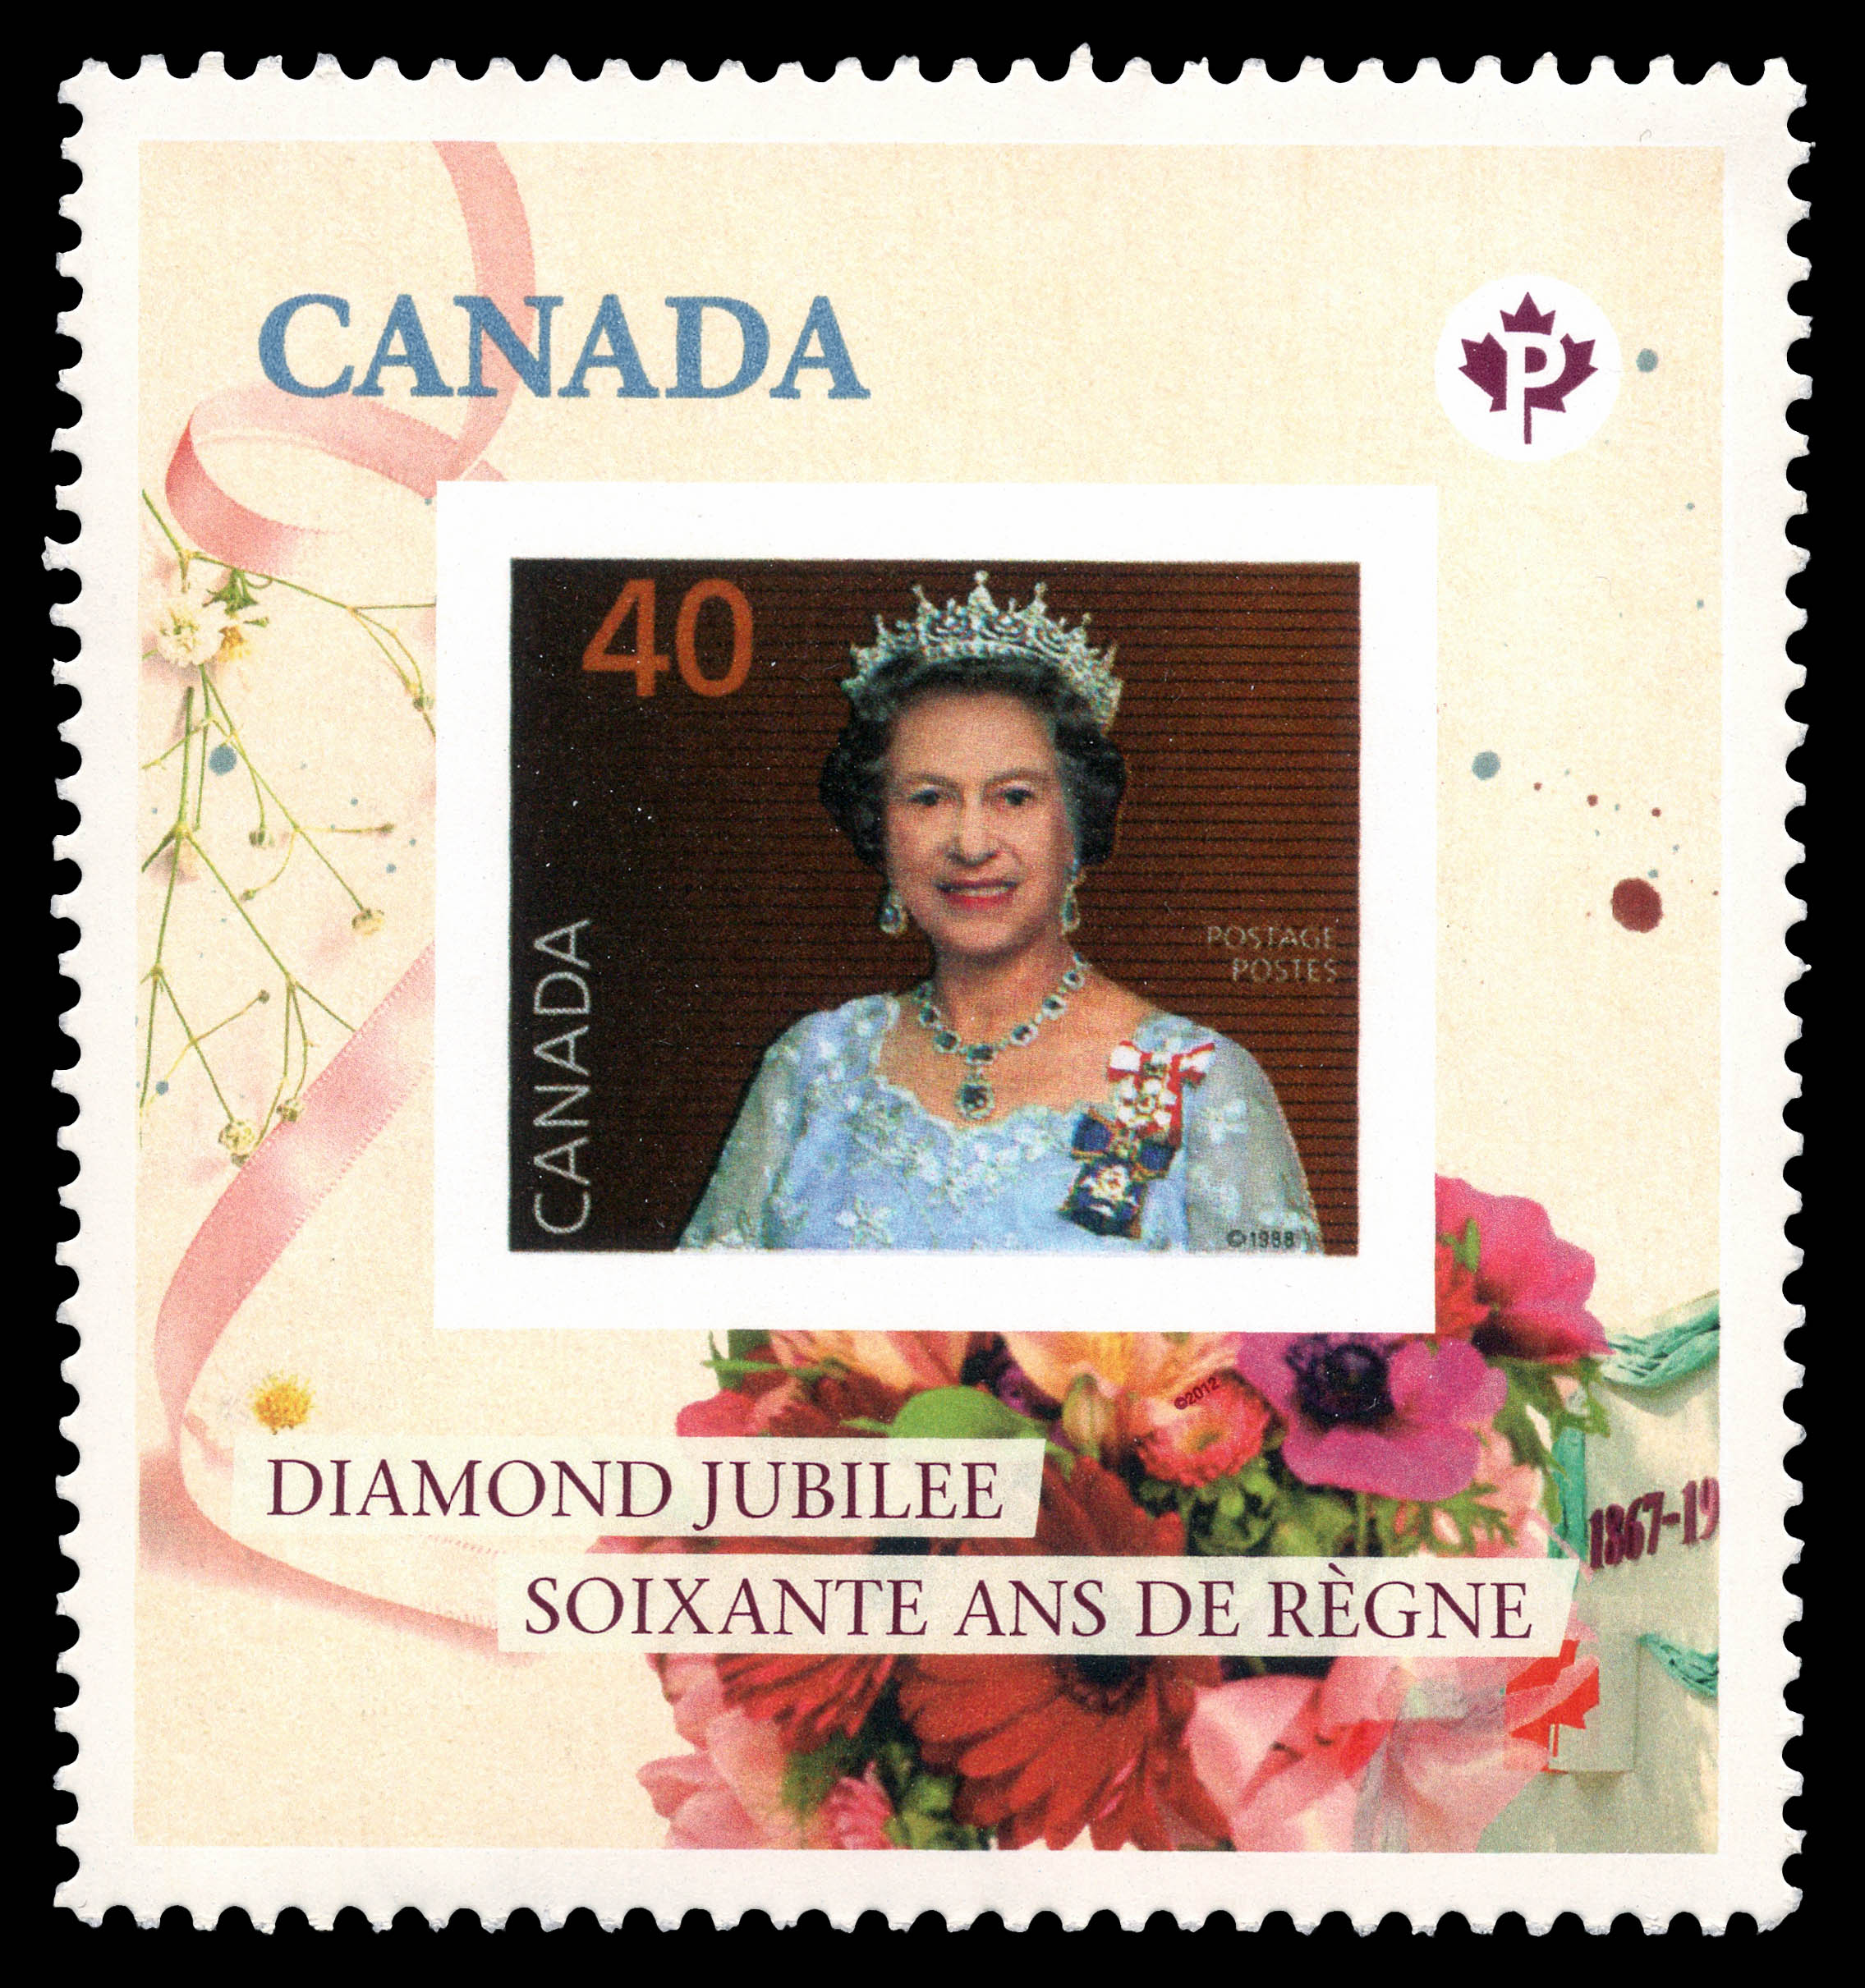 CANADA
P
40
CANADA
POSTAGE
POSTES
©1988
©2012
DIAMOND JUBILEE
1867-19
SOIXANTE ANS DE RÈGNE